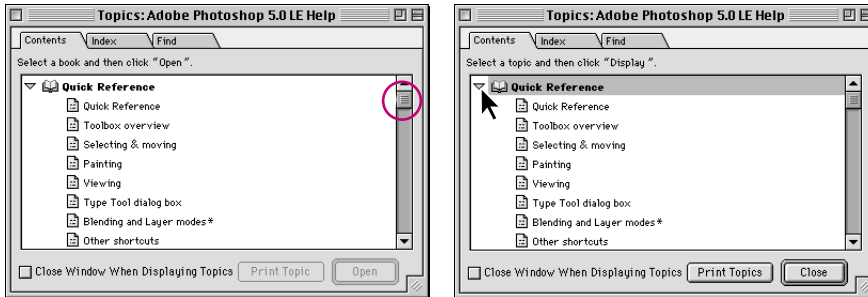 Topics: Adobe Photoshop 5.0 LE Help
Contents Index Find
Select a book and then click "Open".
Quick Reference
Quick Reference
Toolbox overview
Selecting & moving
Painting
Viewing
Type Tool dialog box
Blending and Layer modes*
Other shortcuts
Close Window When Displaying Topics Print Topic Open
Topics: Adobe Photoshop 5.0 LE Help
Contents Index Find
Select a topic and then click "Display".
Quick Reference
Quick Reference
Toolbox overview
Selecting & moving
Painting
Viewing
Type Tool dialog box
Blending and Layer modes*
Other shortcuts
Close Window When Displaying Topics Print Topics Close